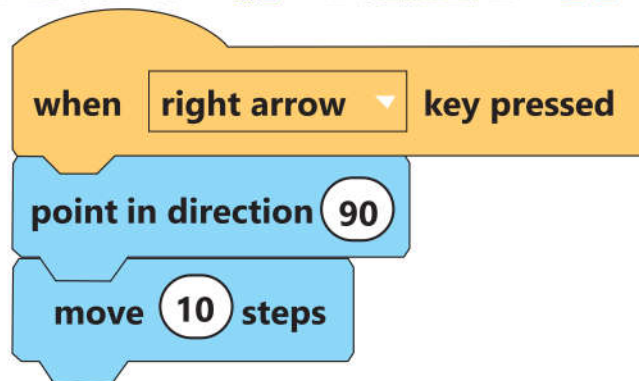 when right arrow key pressed
point in direction 90
move 10 steps